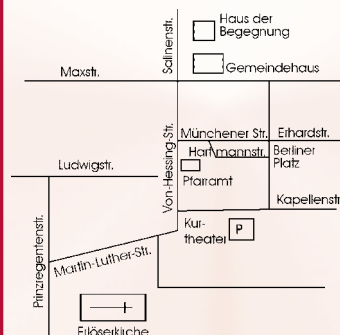 Haus der
Begegnung
Salinenstr.
Gemeindehaus
Maxstr.
Münchener Str.
Erhardstr.
Von-Hessing-Str.
Hartmannstr.
Berliner
Platz
Ludwigstr.
Pfarramt
Kapellenstr
Kur-
theater
P
Prinzregentenstr.
Martin-Luther-Str.
Erlöserkirche